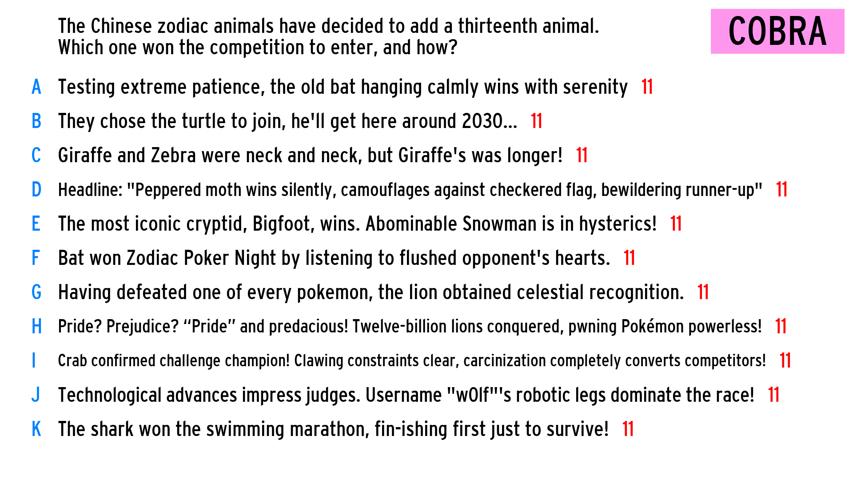 The Chinese zodiac animals have decided to add a thirteenth animal.
Which one won the competition to enter, and how?
COBRA
A Testing extreme patience, the old bat hanging calmly wins with serenity 11
B They chose the turtle to join, he'll get here around 2030... 11
C Giraffe and Zebra were neck and neck, but Giraffe's was longer! 11
D Headline: "Peppered moth wins silently, camouflages against checkered flag, bewildering runner-up" 11
E The most iconic cryptid, Bigfoot, wins. Abominable Snowman is in hysterics! 11
F Bat won Zodiac Poker Night by listening to flushed opponent's hearts. 11
G Having defeated one of every pokemon, the lion obtained celestial recognition. 11
H Pride? Prejudice? “Pride” and predacious! Twelve-billion lions conquered, pwning Pokémon powerless! 11
I Crab confirmed challenge champion! Clawing constraints clear, carcinization completely converts competitors! 11
J Technological advances impress judges. Username "w0lf"'s robotic legs dominate the race! 11
K The shark won the swimming marathon, fin-ishing first just to survive! 11